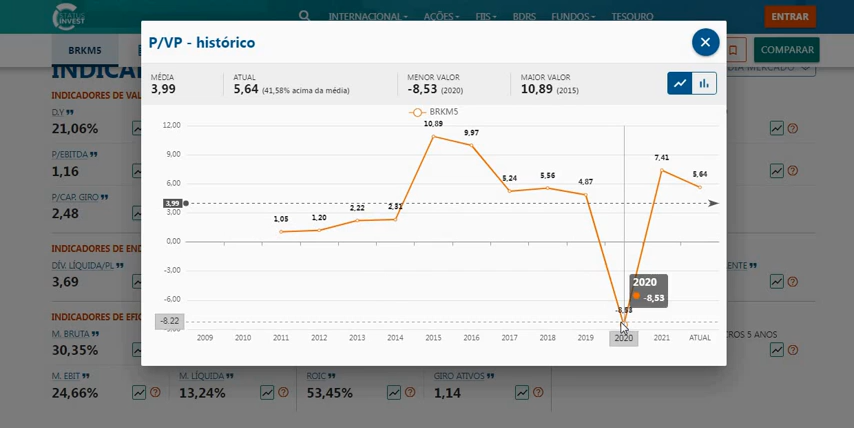 STATUS INVEST
INTERNACIONAL AÇÕES FIIS BDRS FUNDOS TESOURO ENTRAR
BRKM5
COMPARAR
P/VP - histórico
MÉDIA
3,99
ATUAL
5,64 (41,58% acima da média)
MENOR VALOR
-8,53 (2020)
MAIOR VALOR
10,89 (2015)
BRKM5
12.00
9,00
6,00
3,99
3,00
0,00
-3,00
-6,00
-8.22
1,05 1,20 2,22 2,31 10,89 9,97 5,24 5,56 4,87 -8,53 7,41 5,64
2020
-8,53
2009 2010 2011 2012 2013 2014 2015 2016 2017 2018 2019 2020 2021 ATUAL
INDICA
INDICADORES DE VAL
D.Y
21,06%
P/EBITDA
1,16
P/CAP. GIRO
2,48
INDICADORES DE END
DÍV. LÍQUIDA/PL
3,69
ENTE
INDICADORES DE EFIC
M. BRUTA
30,35%
ROS 5 ANOS
M. EBIT
24,66%
M. LÍQUIDA
13,24%
ROIC
53,45%
GIRO ATIVOS
1,14